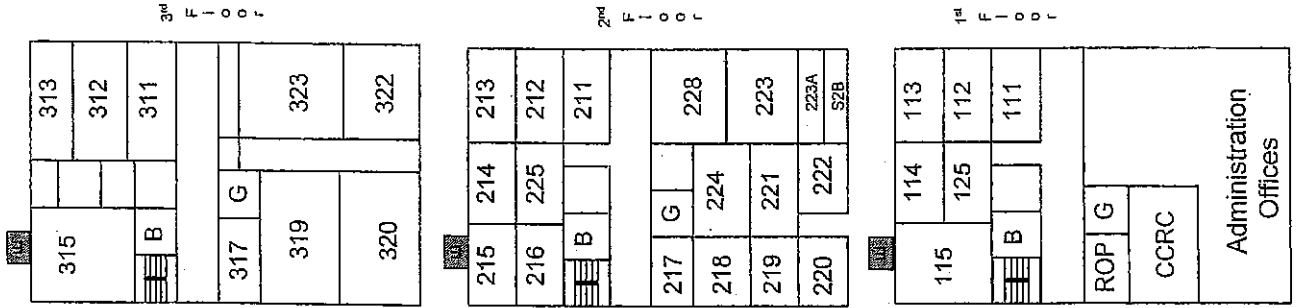 3rd
Floor
313
312
311
323
322
315
B
G
317
319
320
2nd
Floor
213
212
211
228
223
223A
S2B
214
225
224
221
222
215
216
B
G
217
218
219
220
1st
Floor
113
112
111
114
125
115
B
G
ROP
CCRC
Administration
Offices